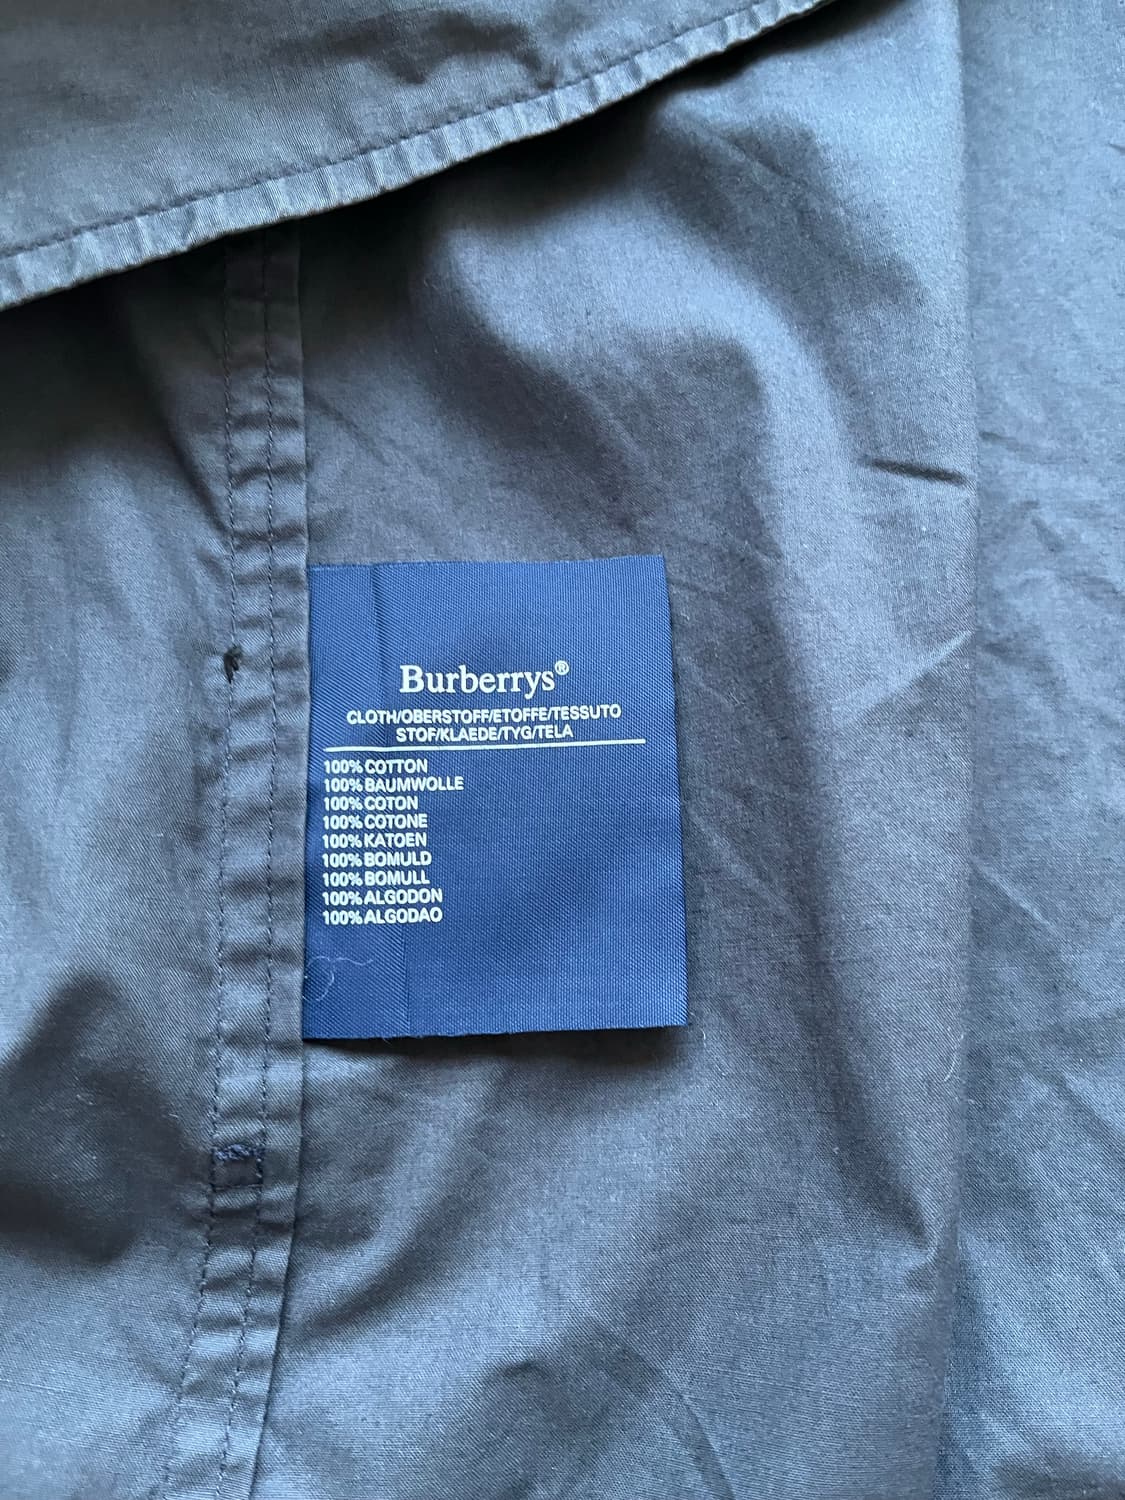 Burberrys®
CLOTH/OBERSTOFF/ETOFFE/TESSUTO
STOF/KLAEDE/TYG/TELA
100% COTTON
100% BAUMWOLLE
100% COTON
100% COTONE
100% KATOEN
100% BOMULD
100% BOMULL
100% ALGODON
100% ALGODAO